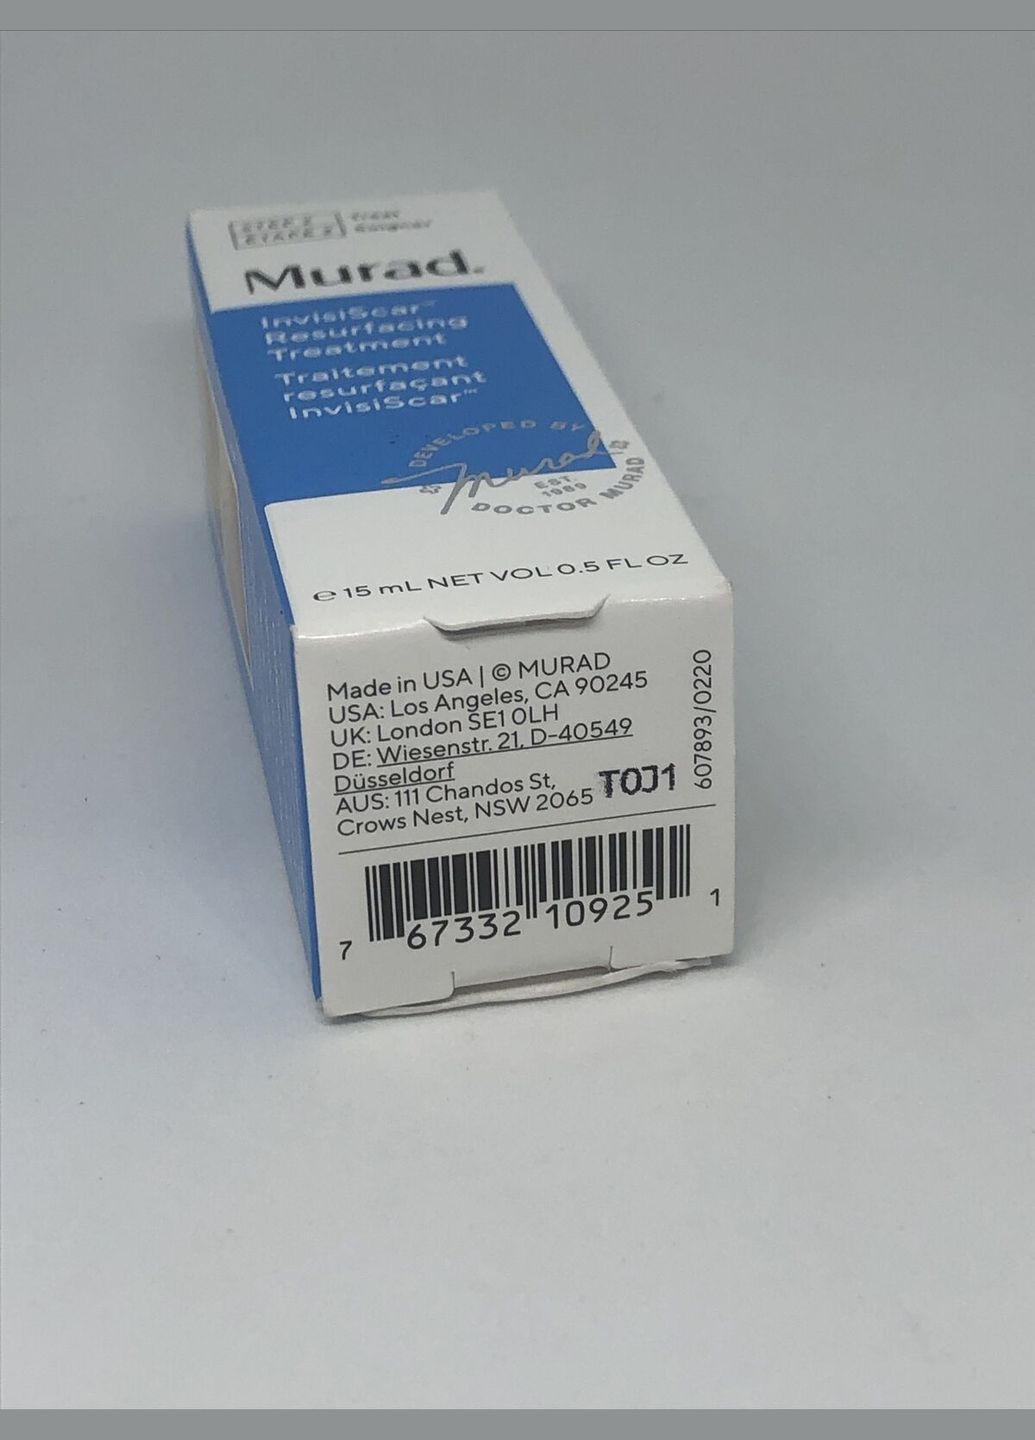 STEP 2
ÉTAPE 2
Treat
Soigner
Murad.
InvisiScar™
Resurfacing
Treatment
Traitement
resurfaçant
InvisiScar™
DEVELOPED BY
Murad
EST.
1989
DOCTOR MURAD
℮ 15 mL NET VOL 0.5 FL OZ
Made in USA | © MURAD
USA: Los Angeles, CA 90245
UK: London SE1 0LH
DE: Wiesenstr. 21, D-40549
Düsseldorf
AUS: 111 Chandos St,
Crows Nest, NSW 2065
T0J1
607893/0220
7 67332 10925 1